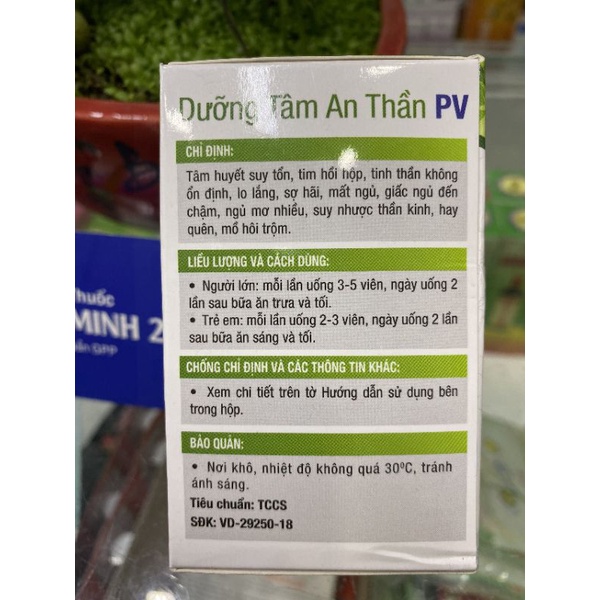 Dưỡng Tâm An Thần PV
CHỈ ĐỊNH:
Tâm huyết suy tổn, tim hồi hộp, tinh thần không
ổn định, lo lắng, sợ hãi, mất ngủ, giấc ngủ đến
chậm, ngủ mơ nhiều, suy nhược thần kinh, hay
quên, mồ hôi trộm.
LIỀU LƯỢNG VÀ CÁCH DÙNG:
• Người lớn: mỗi lần uống 3-5 viên, ngày uống 2
lần sau bữa ăn trưa và tối.
• Trẻ em: mỗi lần uống 2-3 viên, ngày uống 2 lần
sau bữa ăn sáng và tối.
CHỐNG CHỈ ĐỊNH VÀ CÁC THÔNG TIN KHÁC:
• Xem chi tiết trên tờ Hướng dẫn sử dụng bên
trong hộp.
BẢO QUẢN:
• Nơi khô, nhiệt độ không quá 30ºC, tránh
ánh sáng.
Tiêu chuẩn: TCCS
SĐK: VD-29250-18
huốc
MINH 2
GPP